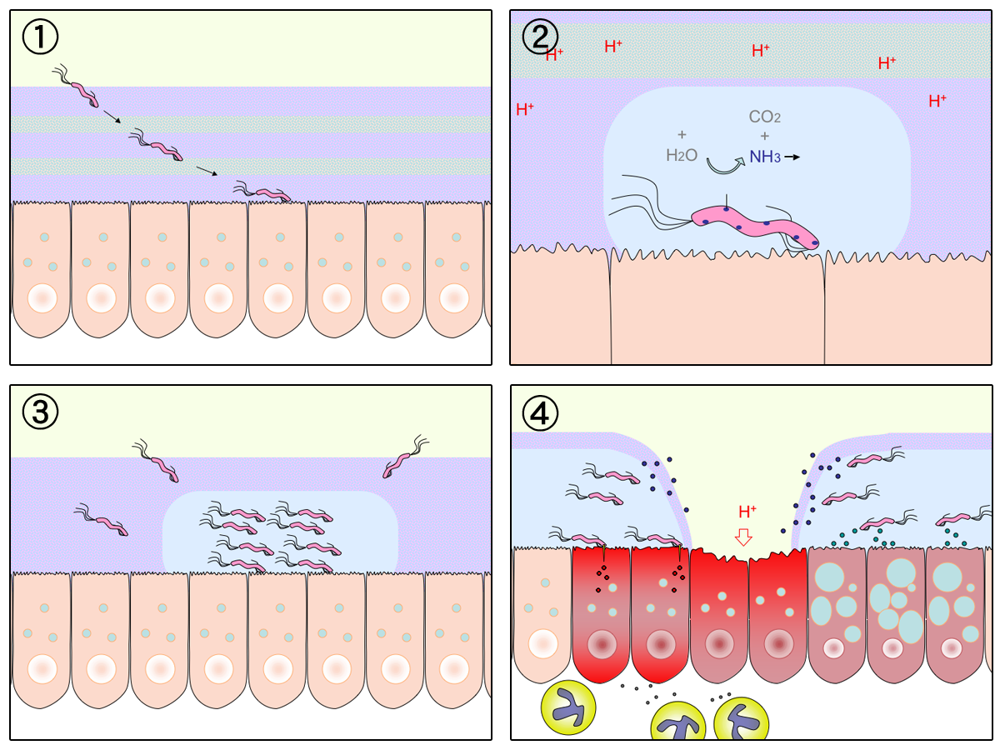 ①
②
H⁺
H⁺
H⁺
H⁺
H⁺
H⁺
CO₂
+
+
H₂O
NH₃
③
④
H⁺